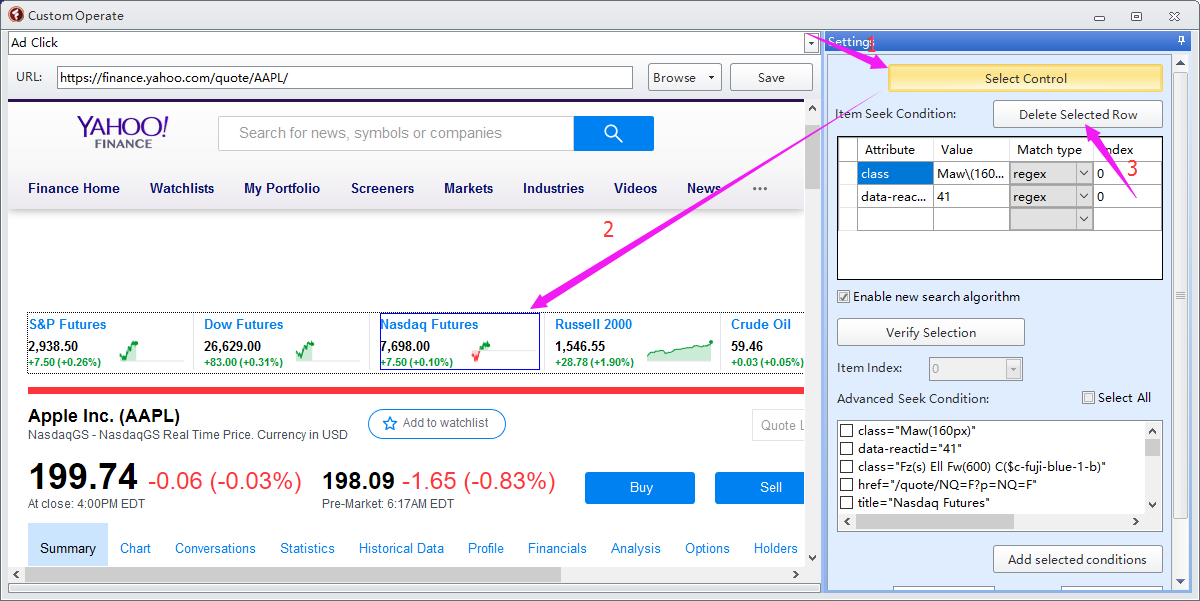 Custom Operate
Ad Click
Settings
1
URL:
https://finance.yahoo.com/quote/AAPL/
Browse
Save
Select Control
Item Seek Condition:
Delete Selected Row
YAHOO!
FINANCE
Search for news, symbols or companies
Finance Home Watchlists My Portfolio Screeners Markets Industries Videos News ...
Attribute Value Match type Index
class Maw\(160... regex 0
data-reac... 41 regex 0
3
2
Enable new search algorithm
Verify Selection
Item Index: 0
Advanced Seek Condition:
Select All
class="Maw(160px)"
data-reactid="41"
class="Fz(s) Ell Fw(600) C($c-fuji-blue-1-b)"
href="/quote/NQ=F?p=NQ=F"
title="Nasdaq Futures"
Add selected conditions
S&P Futures Dow Futures Nasdaq Futures Russell 2000 Crude Oil
2,938.50 26,629.00 7,698.00 1,546.55 59.46
+7.50 (+0.26%) +83.00 (+0.31%) +7.50 (+0.10%) +28.78 (+1.90%) +0.03 (+0.05%)
Apple Inc. (AAPL)
NasdaqGS - NasdaqGS Real Time Price. Currency in USD
Add to watchlist
Quote L
199.74 -0.06 (-0.03%)
At close: 4:00PM EDT
198.09 -1.65 (-0.83%)
Pre-Market: 6:17AM EDT
Buy
Sell
Summary Chart Conversations Statistics Historical Data Profile Financials Analysis Options Holders